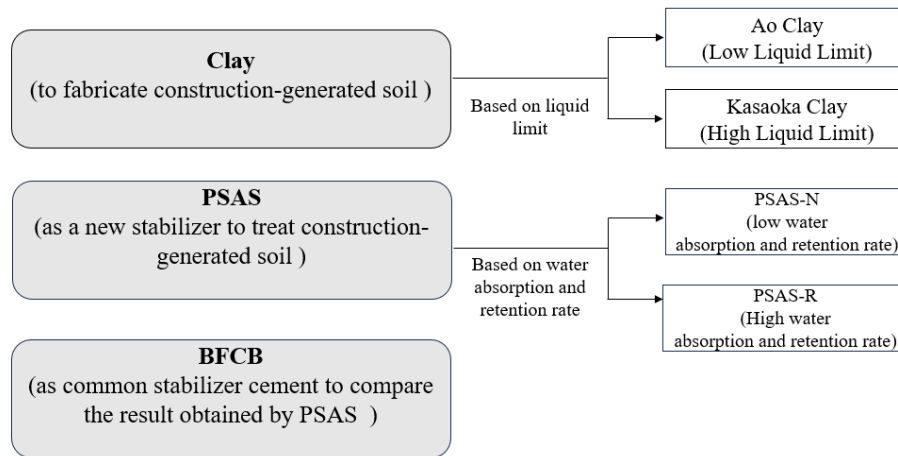 Clay
(to fabricate construction-generated soil )
Based on liquid
limit
Ao Clay
(Low Liquid Limit)
Kasaoka Clay
(High Liquid Limit)
PSAS
(as a new stabilizer to treat construction-
generated soil )
Based on water
absorption and
retention rate
PSAS-N
(low water
absorption and retention rate)
PSAS-R
(High water
absorption and retention rate)
BFCB
(as common stabilizer cement to compare
the result obtained by PSAS )